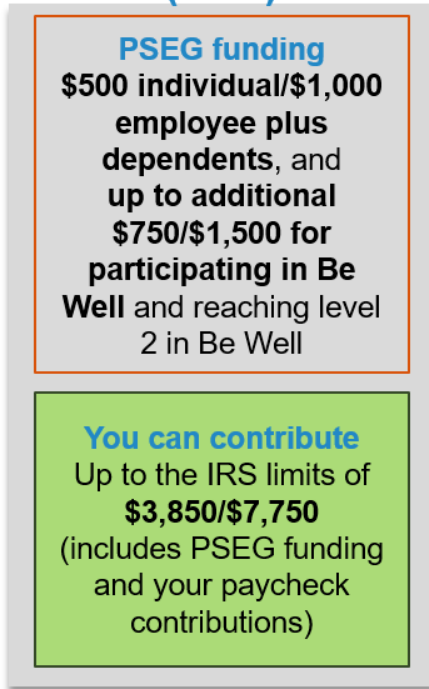 PSEG funding
$500 individual/$1,000
employee plus
dependents, and
up to additional
$750/$1,500 for
participating in Be
Well and reaching level
2 in Be Well
You can contribute
Up to the IRS limits of
$3,850/$7,750
(includes PSEG funding
and your paycheck
contributions)